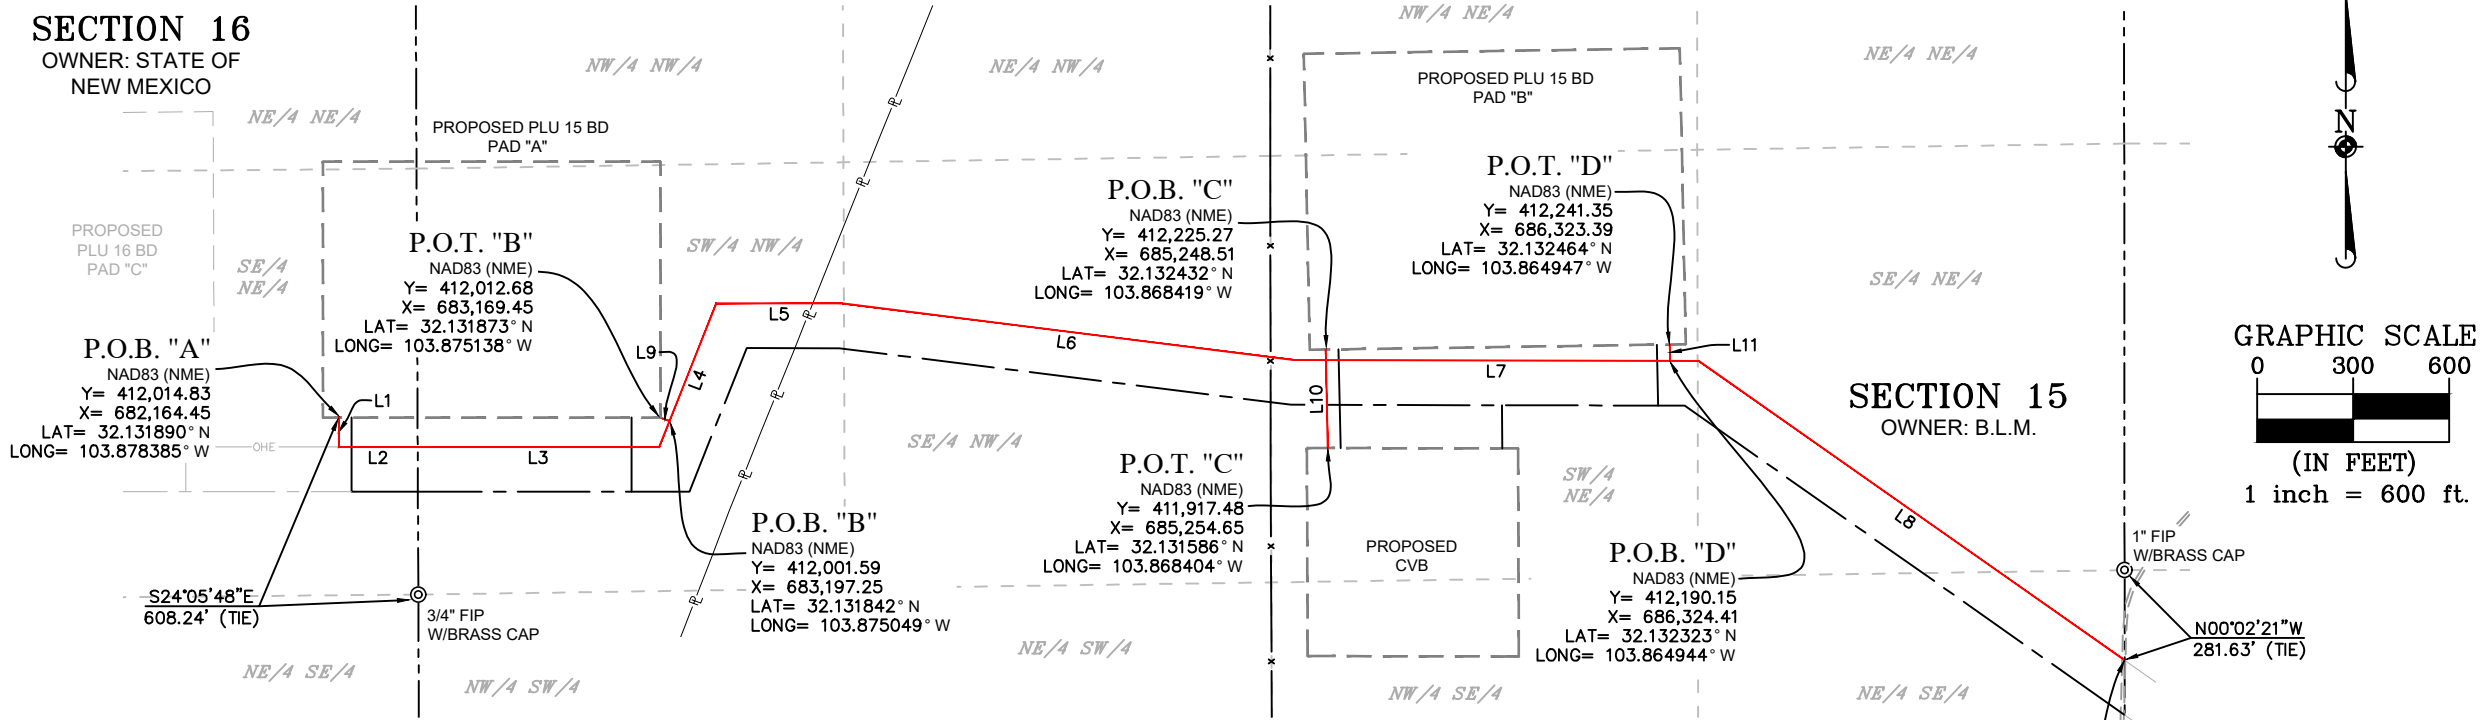 SECTION 16
OWNER: STATE OF
NEW MEXICO
NE/4 NE/4
NW/4 NW/4
NE/4 NW/4
NW/4 NE/4
NE/4 NE/4
PROPOSED PLU 15 BD
PAD "A"
PROPOSED PLU 15 BD
PAD "B"
PROPOSED
PLU 16 BD
PAD "C"
SE/4
NE/4
SW/4 NW/4
SE/4 NE/4
P.O.T. "B"
NAD83 (NME)
Y= 412,012.68
X= 683,169.45
LAT= 32.131873° N
LONG= 103.875138° W
P.O.B. "C"
NAD83 (NME)
Y= 412,225.27
X= 685,248.51
LAT= 32.132432° N
LONG= 103.868419° W
P.O.T. "D"
NAD83 (NME)
Y= 412,241.35
X= 686,323.39
LAT= 32.132464° N
LONG= 103.864947° W
P.O.B. "A"
NAD83 (NME)
Y= 412,014.83
X= 682,164.45
LAT= 32.131890° N
LONG= 103.878385° W
L1
L2
L3
L4
L5
L6
L7
L8
L9
L10
L11
OHE
PL
PL
PL
PL
PL
PL
SE/4 NW/4
SW/4
NE/4
SECTION 15
OWNER: B.L.M.
P.O.T. "C"
NAD83 (NME)
Y= 411,917.48
X= 685,254.65
LAT= 32.131586° N
LONG= 103.868404° W
P.O.B. "B"
NAD83 (NME)
Y= 412,001.59
X= 683,197.25
LAT= 32.131842° N
LONG= 103.875049° W
PROPOSED
CVB
P.O.B. "D"
NAD83 (NME)
Y= 412,190.15
X= 686,324.41
LAT= 32.132323° N
LONG= 103.864944° W
S24°05'48"E
608.24' (TIE)
3/4" FIP
W/BRASS CAP
1" FIP
W/BRASS CAP
N00°02'21"W
281.63' (TIE)
NE/4 SE/4
NW/4 SW/4
NE/4 SW/4
NW/4 SE/4
NE/4 SE/4
N
GRAPHIC SCALE
0 300 600
(IN FEET)
1 inch = 600 ft.